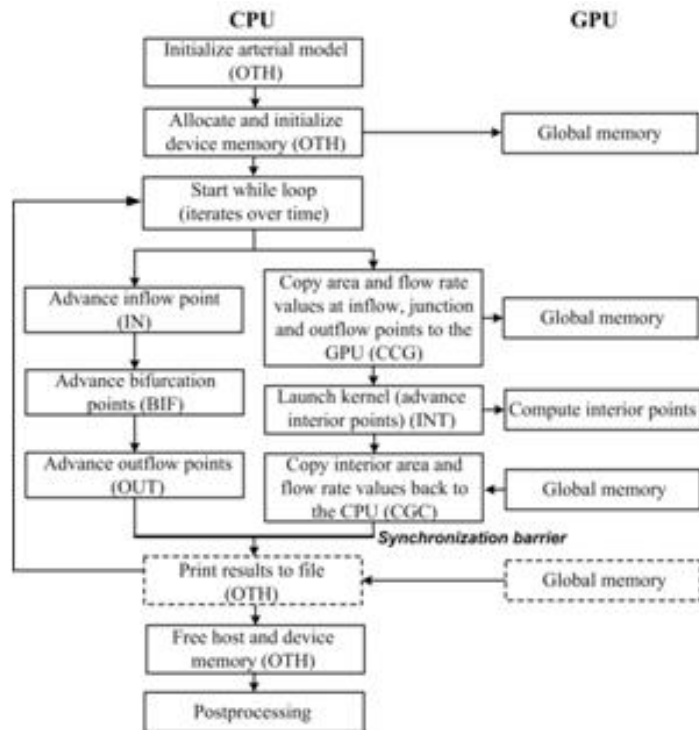 CPU
GPU
Initialize arterial model
(OTH)
Allocate and initialize
device memory (OTH)
Global memory
Start while loop
(iterates over time)
Advance inflow point
(IN)
Copy area and flow rate
values at inflow, junction
and outflow points to the
GPU (CCG)
Global memory
Advance bifurcation
points (BIF)
Launch kernel (advance
interior points) (INT)
Compute interior points
Advance outflow points
(OUT)
Copy interior area and
flow rate values back to
the CPU (CGC)
Global memory
Synchronization barrier
Print results to file
(OTH)
Global memory
Free host and device
memory (OTH)
Postprocessing